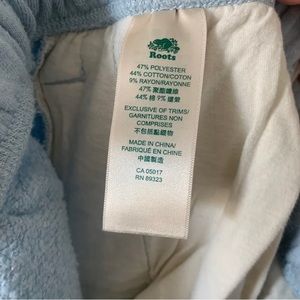 Roots
47% POLYESTER
44% COTTON/COTON
9% RAYON/RAYONNE
47% 聚酯纖維
44% 棉 9% 嫘縈
EXCLUSIVE OF TRIMS/
GARNITURES NON
COMPRISES
不包括點綴物
MADE IN CHINA/
FABRIQUÉ EN CHINE
中國製造
CA 05017
RN 89323